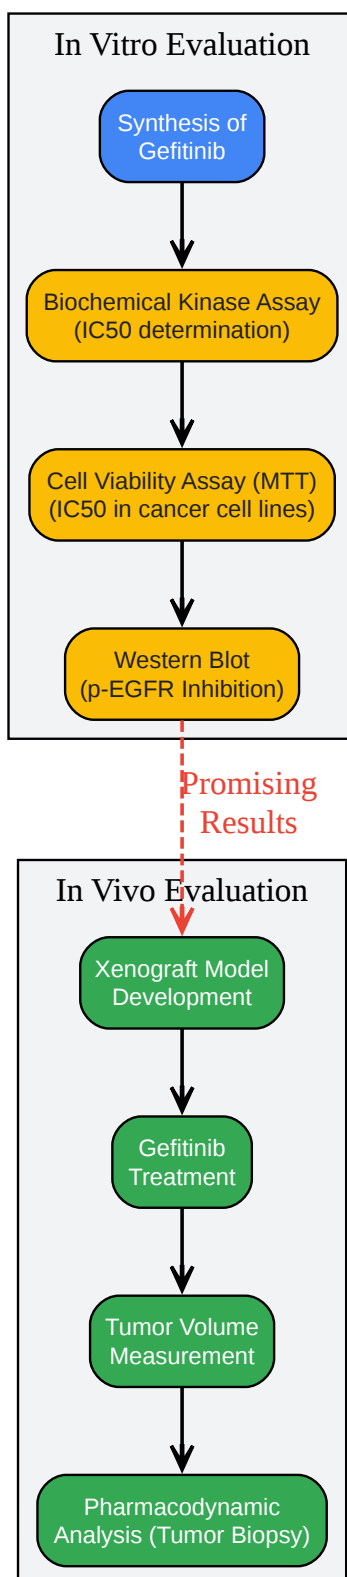 In Vitro Evaluation
Synthesis of
Gefitinib
Biochemical Kinase Assay
(IC50 determination)
Cell Viability Assay (MTT)
(IC50 in cancer cell lines)
Western Blot
(p-EGFR Inhibition)
Promising
Results
In Vivo Evaluation
Xenograft Model
Development
Gefitinib
Treatment
Tumor Volume
Measurement
Pharmacodynamic
Analysis (Tumor Biopsy)